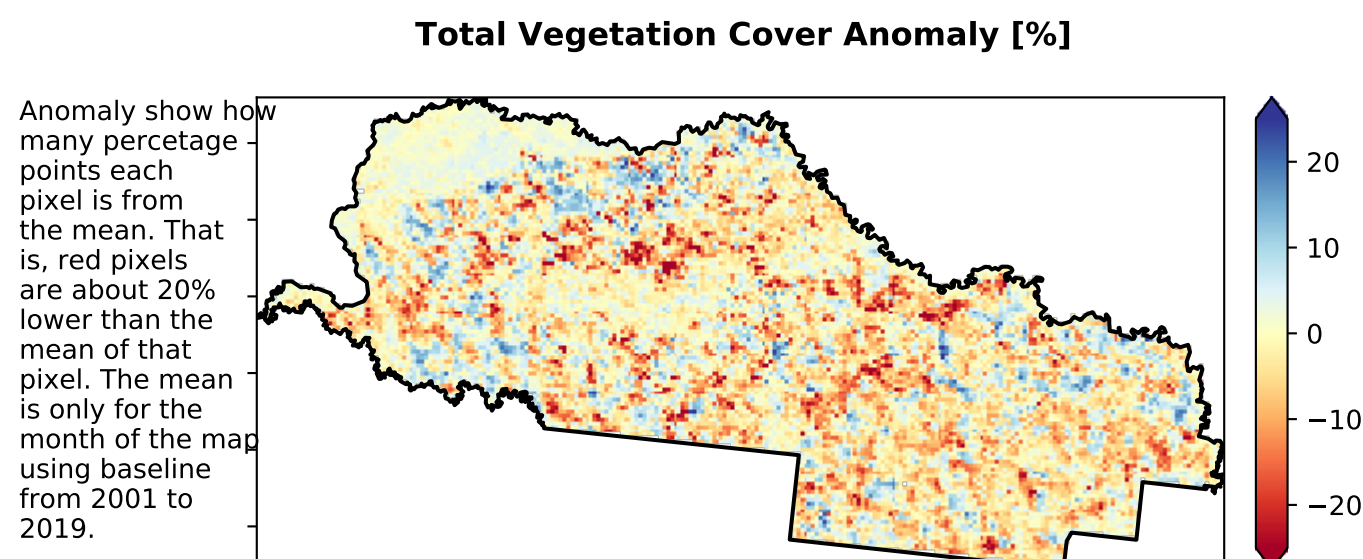 Total Vegetation Cover Anomaly [%]
Anomaly show how
many percetage
points each
pixel is from
the mean. That
is, red pixels
are about 20%
lower than the
mean of that
pixel. The mean
is only for the
month of the map
using baseline
from 2001 to
2019.
20
10
0
−10
−20